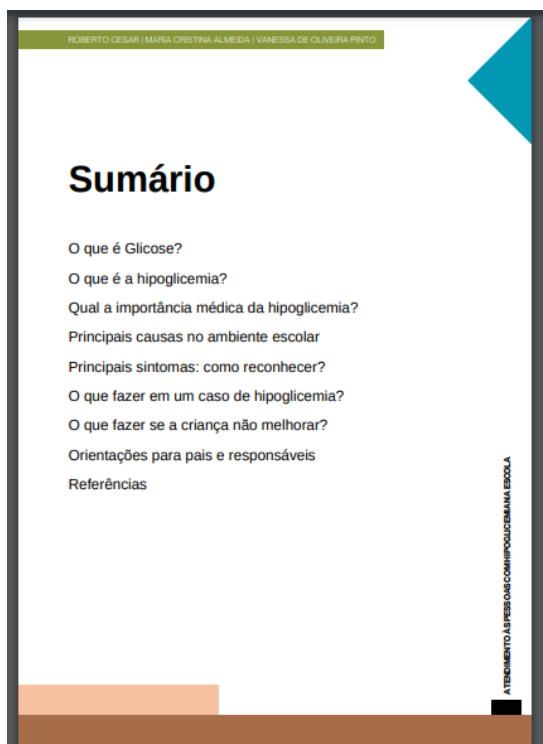 ROBERTO CESAR | MARIA CRISTINA ALMEIDA | VANESSA DE OLIVEIRA PINTO
Sumário
O que é Glicose?
O que é a hipoglicemia?
Qual a importância médica da hipoglicemia?
Principais causas no ambiente escolar
Principais sintomas: como reconhecer?
O que fazer em um caso de hipoglicemia?
O que fazer se a criança não melhorar?
Orientações para pais e responsáveis
Referências
ATENDIMENTO ÀS PESSOAS COM HIPOGLICEMIA NA ESCOLA